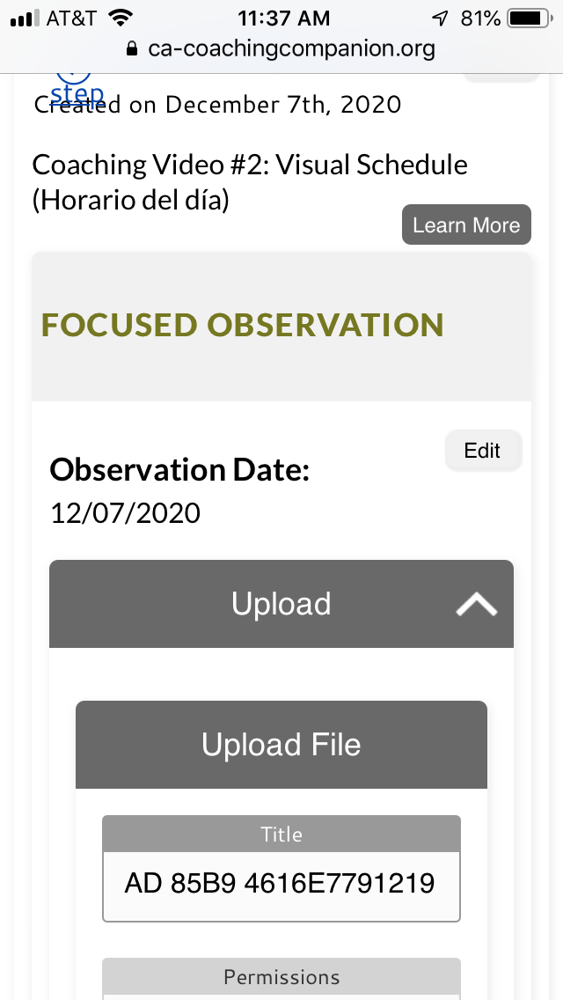 AT&T 11:37 AM 81%
ca-coachingcompanion.org
step
Created on December 7th, 2020
Coaching Video #2: Visual Schedule
(Horario del día)
Learn More
FOCUSED OBSERVATION
Edit
Observation Date:
12/07/2020
Upload
Upload File
Title
AD 85B9 4616E7791219
Permissions